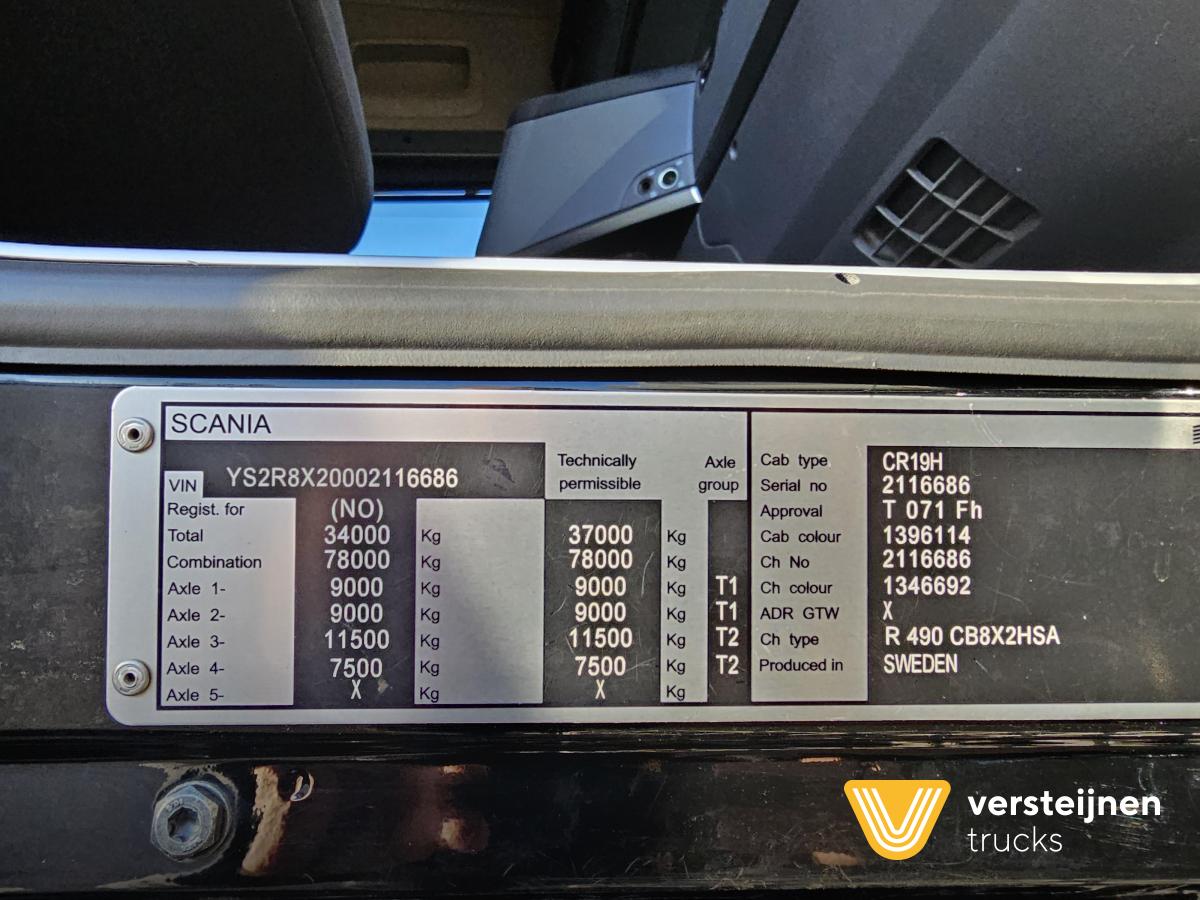 SCANIA
VIN YS2R8X20002116686
Technically permissible
Axle group
Regist. for (NO)
Total 34000 Kg 37000 Kg
Combination 78000 Kg 78000 Kg
Axle 1- 9000 Kg 9000 Kg T1
Axle 2- 9000 Kg 9000 Kg T1
Axle 3- 11500 Kg 11500 Kg T2
Axle 4- 7500 Kg 7500 Kg T2
Axle 5- X Kg X Kg
Cab type CR19H
Serial no 2116686
Approval T 071 Fh
Cab colour 1396114
Ch No 2116686
Ch colour 1346692
ADR GTW X
Ch type R 490 CB8X2HSA
Produced in SWEDEN
versteijnen
trucks